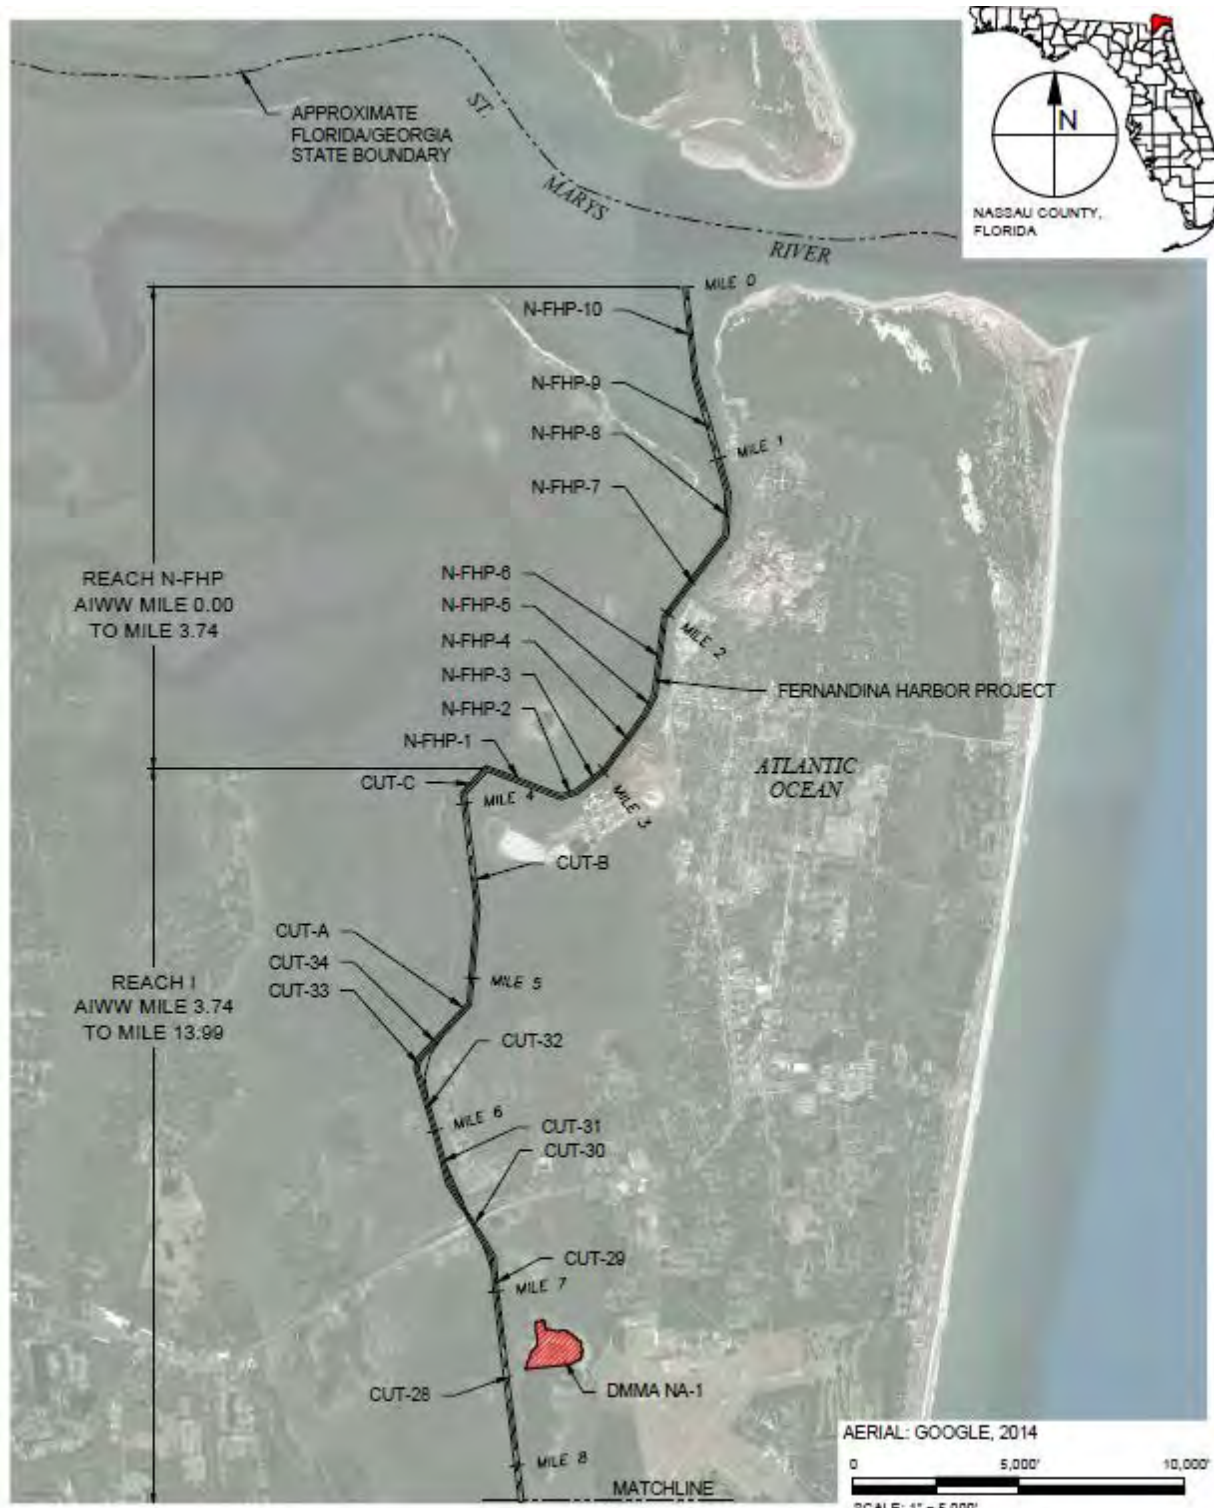 APPROXIMATE
FLORIDA/GEORGIA
STATE BOUNDARY
ST.
MARYS
RIVER
N
NASSAU COUNTY,
FLORIDA
MILE 0
N-FHP-10
N-FHP-9
N-FHP-8
MILE 1
N-FHP-7
REACH N-FHP
AIWW MILE 0.00
TO MILE 3.74
N-FHP-6
N-FHP-5
N-FHP-4
MILE 2
N-FHP-3
FERNANDINA HARBOR PROJECT
N-FHP-2
N-FHP-1
ATLANTIC
OCEAN
CUT-C
MILE 4
MILE 3
CUT-B
CUT-A
CUT-34
CUT-33
MILE 5
REACH I
AIWW MILE 3.74
TO MILE 13.99
CUT-32
MILE 6
CUT-31
CUT-30
CUT-29
MILE 7
CUT-28
DMMA NA-1
MILE 8
MATCHLINE
AERIAL: GOOGLE, 2014
0 5,000' 10,000'
SCALE: 1" = 5,000'